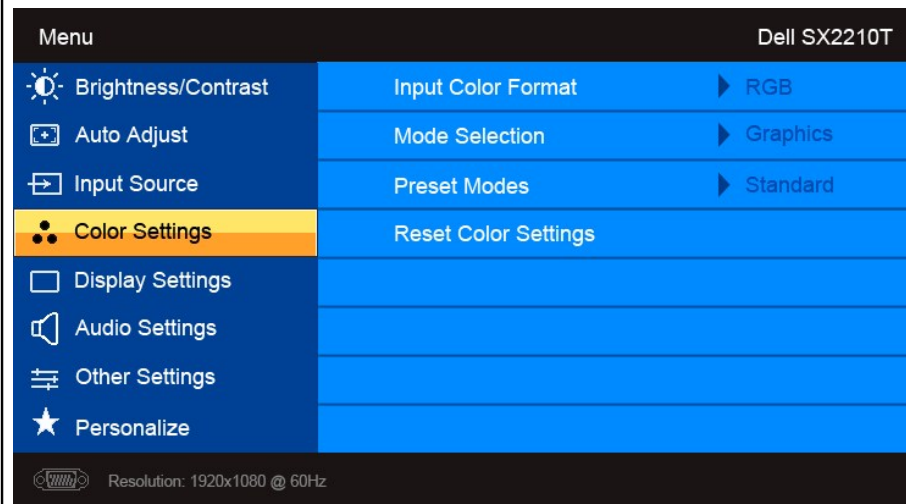 Menu Dell SX2210T
Brightness/Contrast Input Color Format RGB
Auto Adjust Mode Selection Graphics
Input Source Preset Modes Standard
Color Settings Reset Color Settings
Display Settings
Audio Settings
Other Settings
Personalize
Resolution: 1920x1080 @ 60Hz